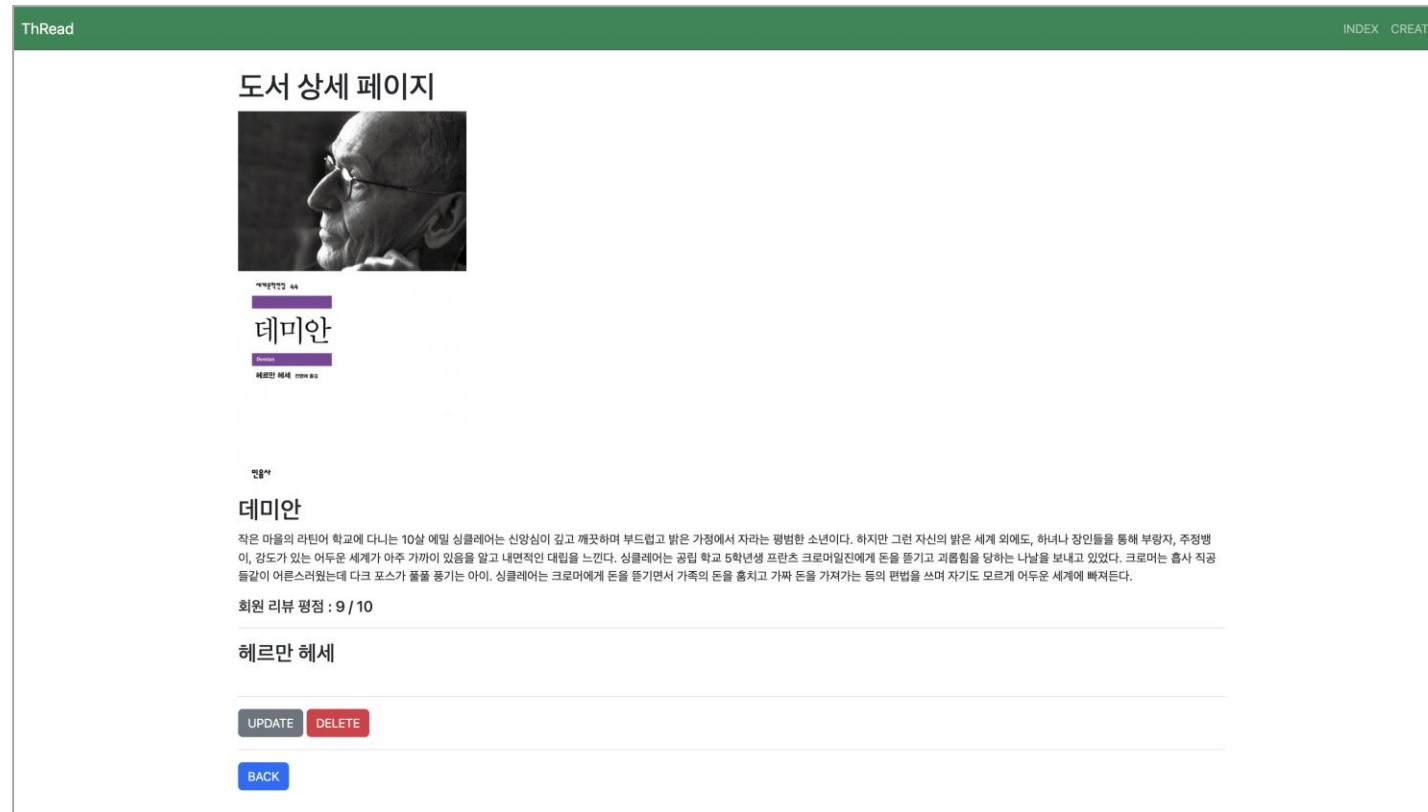 ThRead
INDEX CREAT
도서 상세 페이지
세계문학전집 44
데미안
Demian
헤르만 헤세 전영애 옮김
민음사
데미안
작은 마을의 라틴어 학교에 다니는 10살 에밀 싱클레어는 신앙심이 깊고 깨끗하며 부드럽고 밝은 가정에서 자라는 평범한 소년이다. 하지만 그런 자신의 밝은 세계 외에도, 하녀나 장인들을 통해 부랑자, 주정뱅
이, 강도가 있는 어두운 세계가 아주 가까이 있음을 알고 내면적인 대립을 느낀다. 싱클레어는 공립 학교 5학년생 프란츠 크로머일진에게 돈을 뜯기고 괴롭힘을 당하는 나날을 보내고 있었다. 크로머는 흡사 직공
들같이 어른스러웠는데 다크 포스가 풀풀 풍기는 아이. 싱클레어는 크로머에게 돈을 뜯기면서 가족의 돈을 훔치고 가짜 돈을 가져가는 등의 편법을 쓰며 자기도 모르게 어두운 세계에 빠져든다.
회원 리뷰 평점 : 9 / 10
헤르만 헤세
UPDATE DELETE
BACK